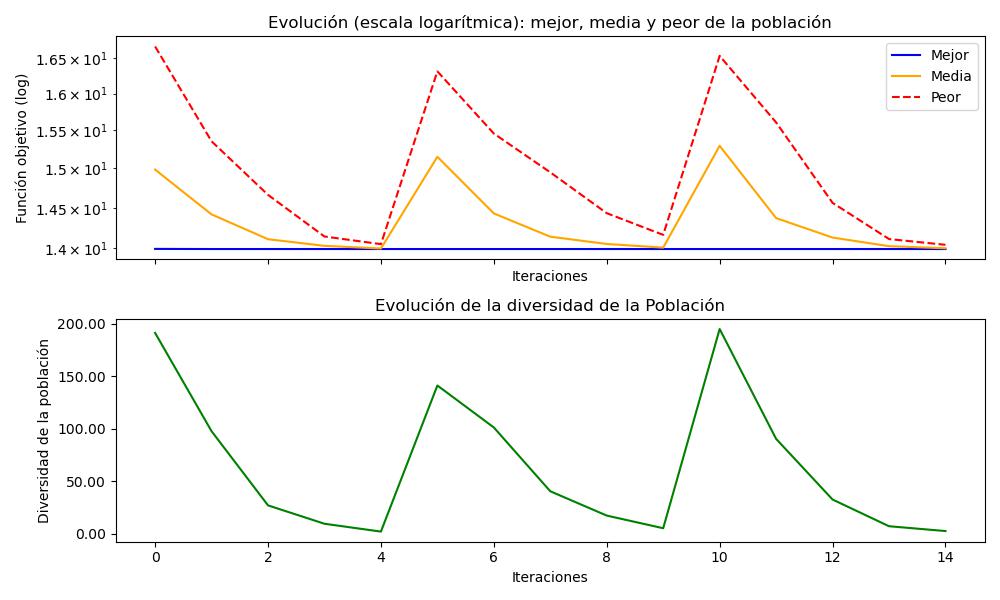 Evolución (escala logarítmica): mejor, media y peor de la población
Función objetivo (log)
1.65 × 10¹
1.6 × 10¹
1.55 × 10¹
1.5 × 10¹
1.45 × 10¹
1.4 × 10¹
Mejor
Media
Peor
Iteraciones
Evolución de la diversidad de la Población
Diversidad de la población
200.00
150.00
100.00
50.00
0.00
0 2 4 6 8 10 12 14
Iteraciones